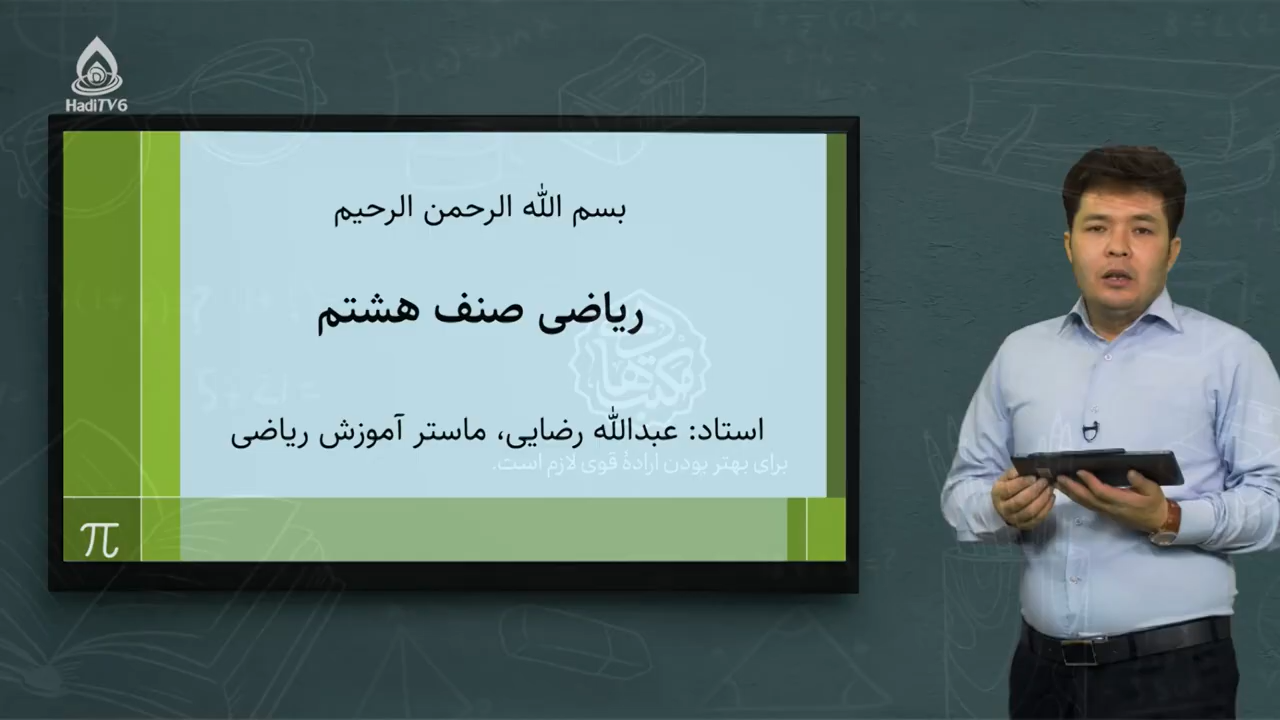 HadiTV6
بسم الله الرحمن الرحیم
ریاضی صنف هشتم
استاد: عبدالله رضایی، ماستر آموزش ریاضی
برای بهتر بودن ارادهٔ قوی لازم است.
π